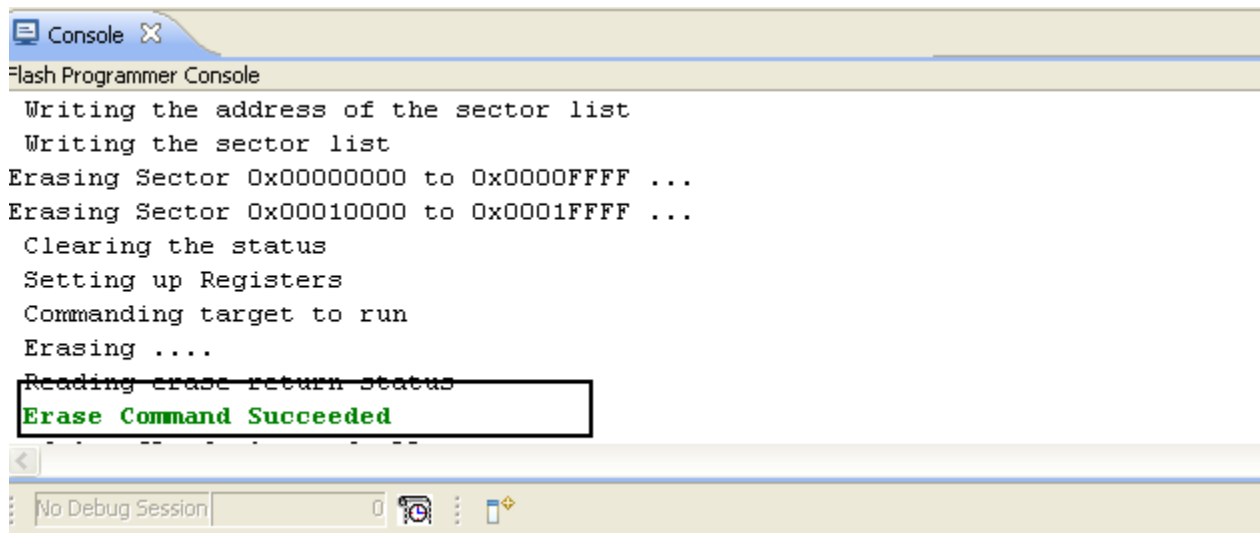 Console
Flash Programmer Console
Writing the address of the sector list
Writing the sector list
Erasing Sector 0x00000000 to 0x0000FFFF ...
Erasing Sector 0x00010000 to 0x0001FFFF ...
Clearing the status
Setting up Registers
Commanding target to run
Erasing ....
Reading erase return status
Erase Command Succeeded
No Debug Session 0